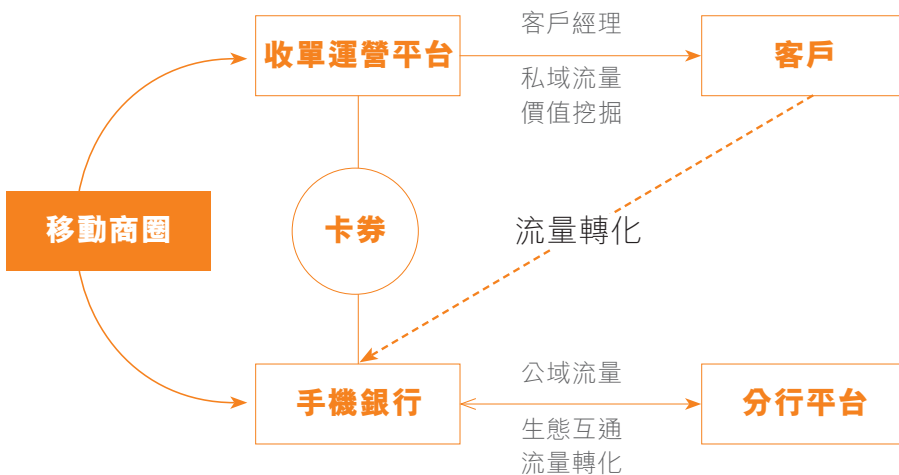 客戶經理
收單運營平台
客戶
私域流量
價值挖掘
移動商圈
卡券
流量轉化
公域流量
手機銀行
分行平台
生態互通
流量轉化